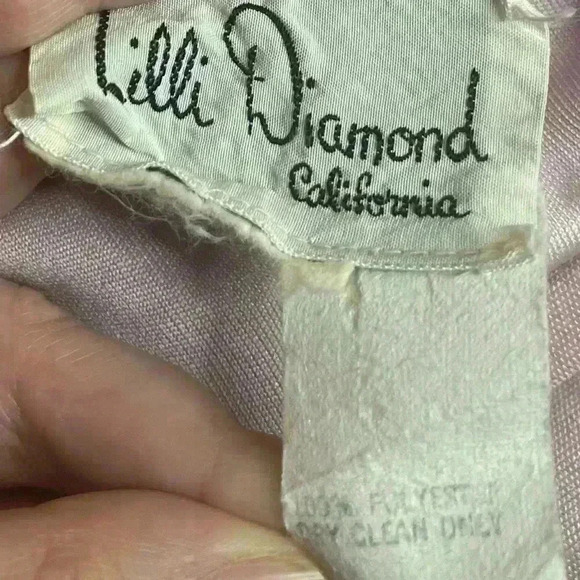 Lilli Diamond
California
100% POLYESTER
DRY CLEAN ONLY